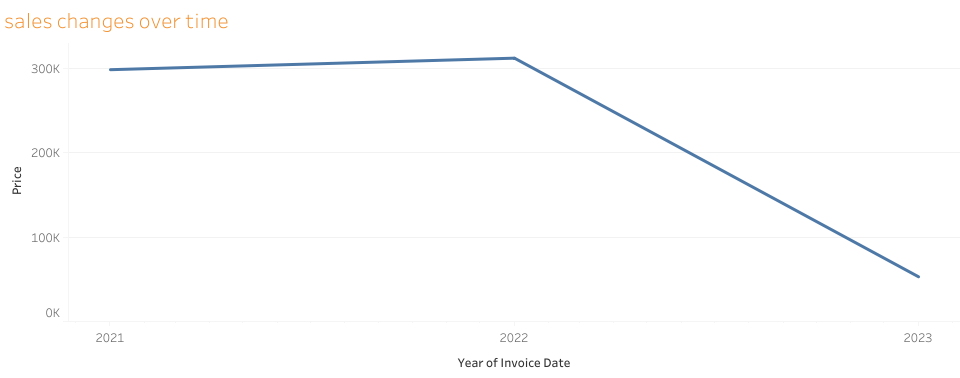 sales changes over time
300K
200K
Price
100K
0K
2021 2022 2023
Year of Invoice Date